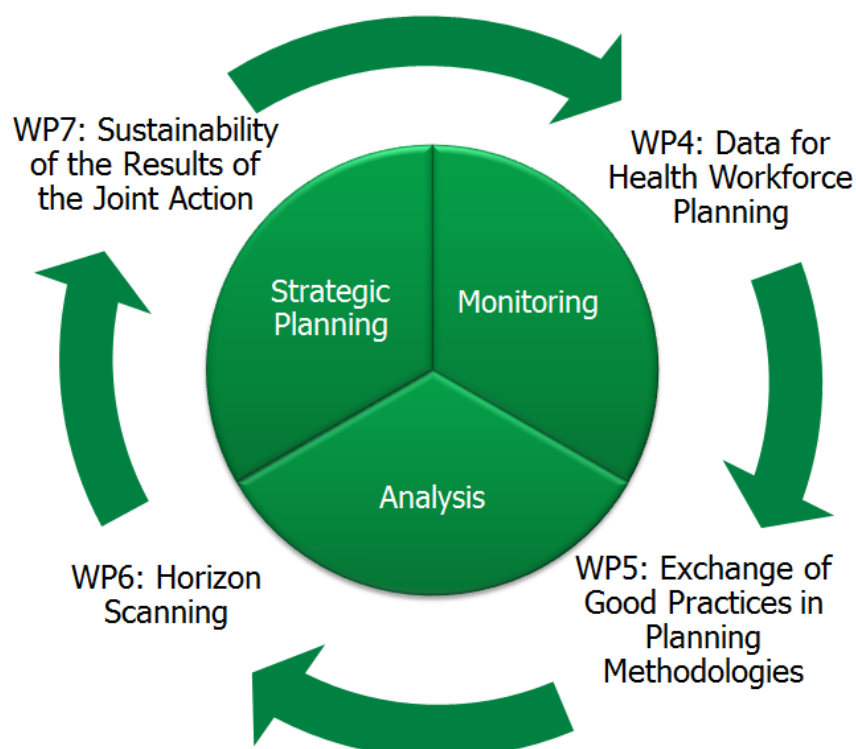 WP7: Sustainability
of the Results of
the Joint Action
WP4: Data for
Health Workforce
Planning
Strategic
Planning
Monitoring
Analysis
WP6: Horizon
Scanning
WP5: Exchange of
Good Practices in
Planning
Methodologies